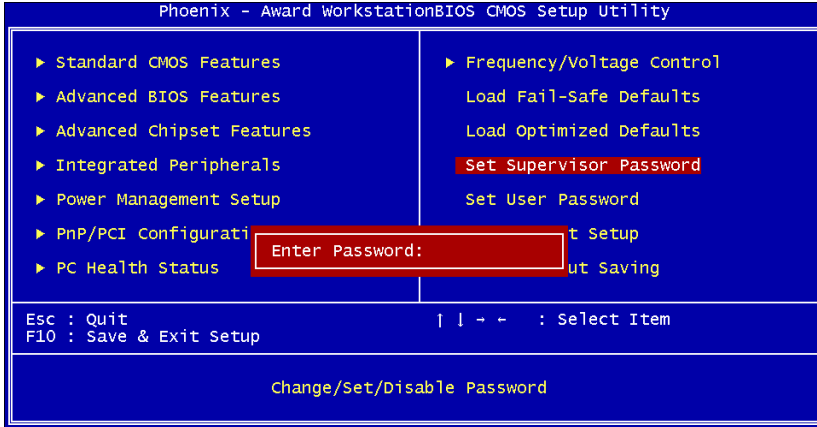 Phoenix - Award WorkstationBIOS CMOS Setup Utility
▶ Standard CMOS Features
▶ Advanced BIOS Features
▶ Advanced Chipset Features
▶ Integrated Peripherals
▶ Power Management Setup
▶ PnP/PCI Configurati
▶ PC Health Status
▶ Frequency/Voltage Control
Load Fail-Safe Defaults
Load Optimized Defaults
Set Supervisor Password
Set User Password
t Setup
ut Saving
Enter Password:
Esc : Quit
F10 : Save & Exit Setup
↑ ↓ → ← : Select Item
Change/Set/Disable Password